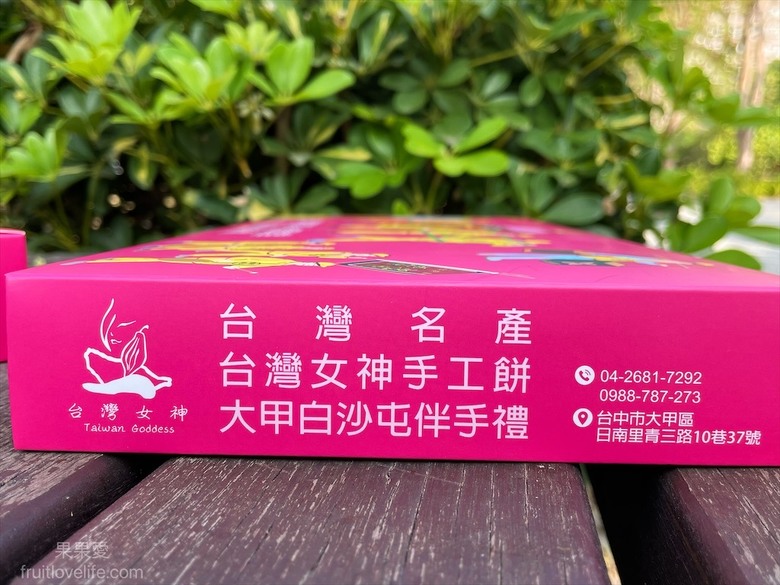 台灣名產
台灣女神手工餅
大甲白沙屯伴手禮
台灣女神
Taiwan Goddess
04-2681-7292
0988-787-273
台中市大甲區
日南里青三路10巷37號
果果愛
fruitlovelife.com